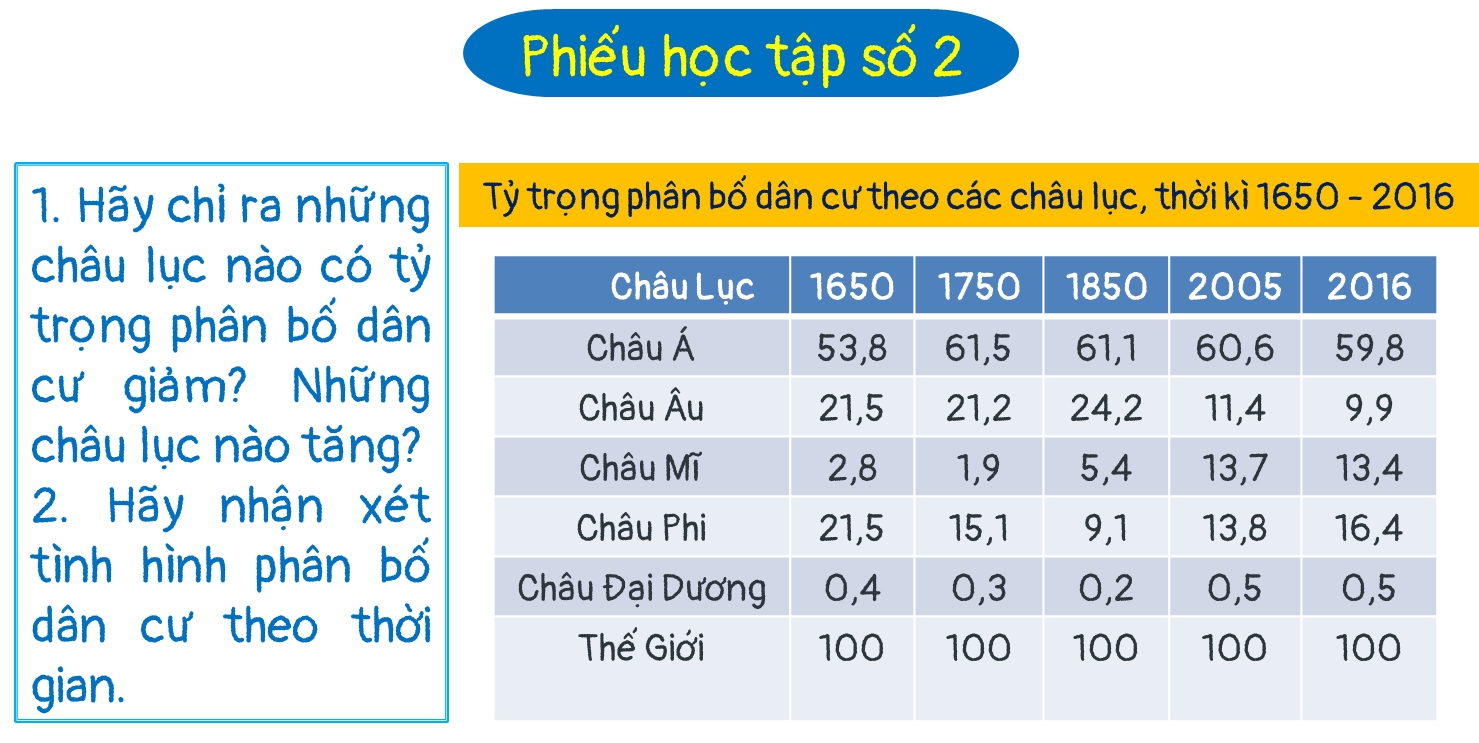 Phiếu học tập số 2
1. Hãy chỉ ra những
châu lục nào có tỷ
trọng phân bố dân
cư giảm? Những
châu lục nào tăng?
2. Hãy nhận xét
tình hình phân bố
dân cư theo thời
gian.
Tỷ trọng phân bố dân cư theo các châu lục, thời kì 1650 - 2016
Châu Lục 1650 1750 1850 2005 2016
Châu Á 53,8 61,5 61,1 60,6 59,8
Châu Âu 21,5 21,2 24,2 11,4 9,9
Châu Mĩ 2,8 1,9 5,4 13,7 13,4
Châu Phi 21,5 15,1 9,1 13,8 16,4
Châu Đại Dương 0,4 0,3 0,2 0,5 0,5
Thế Giới 100 100 100 100 100